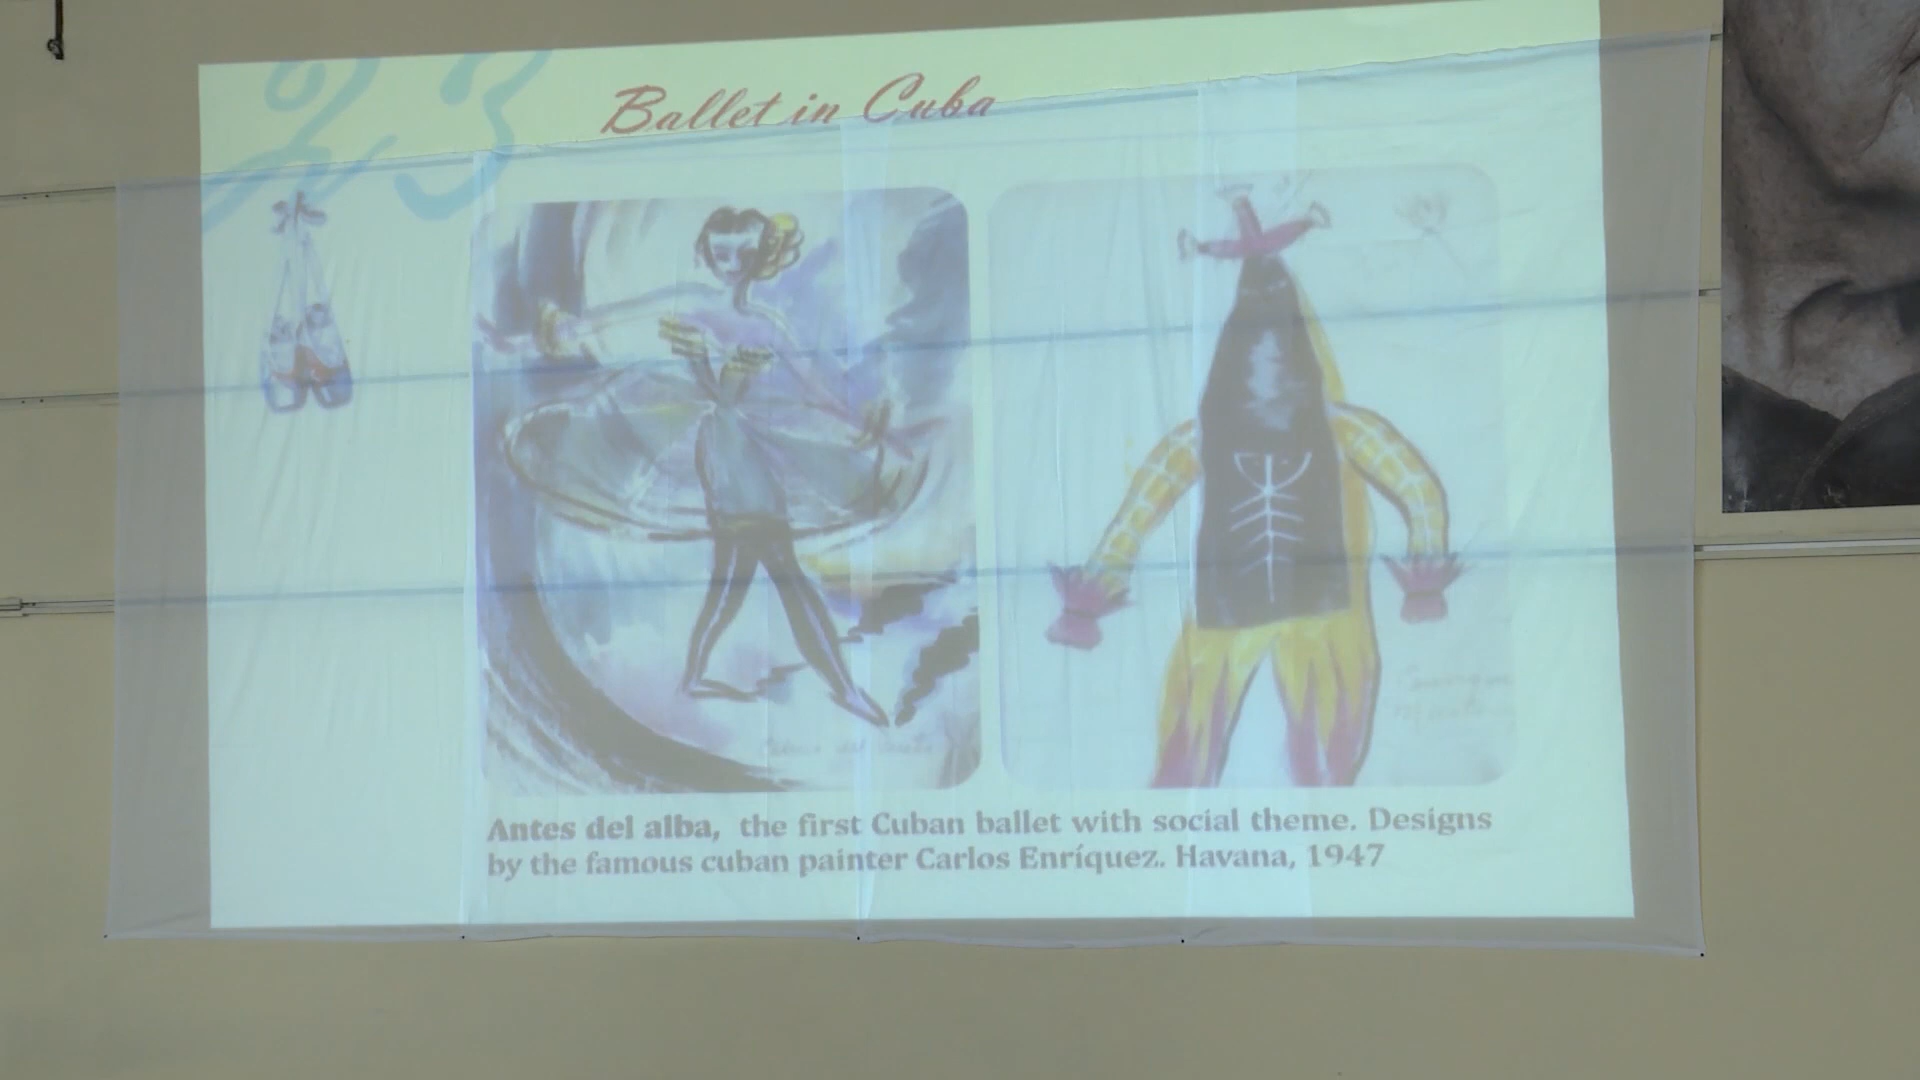 23
Ballet in Cuba
Antes del alba, the first Cuban ballet with social theme. Designs
by the famous cuban painter Carlos Enríquez. Havana, 1947